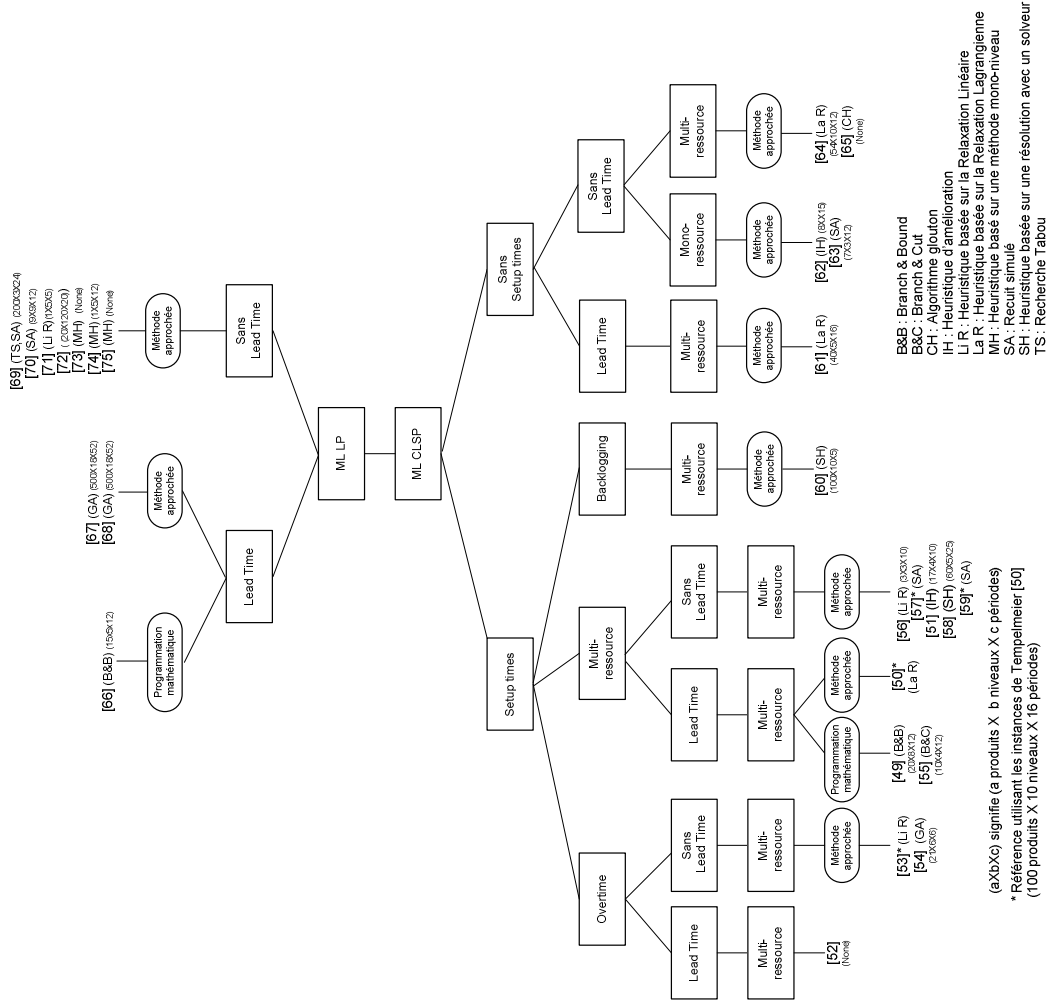 [66] (B&B) (15x6x12)
Programmation
mathématique
[67] (GA) (500X18X52)
[68] (GA) (500X18X52)
Méthode
approchée
Lead Time
[69] (TS,SA) (200X3X24)
[70] (SA) (9X9X12)
[71] (Li R) (1X5X5)
[72] ( (20X120X20))
[73] (MH) (None)
[74] (MH) (1X5X12)
[75] (MH) (None)
Méthode
approchée
Sans
Lead Time
ML LP
ML CLSP
Setup times
Sans
Setup times
Overtime
Multi-
ressource
Backlogging
Lead Time
Sans
Lead Time
Lead Time
Sans
Lead Time
Lead Time
Sans
Lead Time
Multi-
ressource
Multi-
ressource
Multi-
ressource
Multi-
ressource
Multi-
ressource
Multi-
ressource
Mono-
ressource
Multi-
ressource
[52]
(None)
Méthode
approchée
[53]* (Li R)
[54] (GA)
(21X6X6)
Programmation
mathématique
[49] (B&B)
(20X8X12)
[55] (B&C)
(10X4X12)
Méthode
approchée
[50]*
(La R)
Méthode
approchée
[56] (Li R) (3X3X10)
[57]* (SA)
[51] (IH) (17X4X10)
[58] (SH) (60X5X25)
[59]* (SA)
Méthode
approchée
[60] (SH)
(100X10X5)
Méthode
approchée
[61] (La R)
(40X5X16)
Méthode
approchée
[62] (IH) (8XX15)
[63] (SA)
(7X3X12)
Méthode
approchée
[64] (La R)
(54X10X12)
[65] (CH)
(None)
(aXbXc) signifie (a produits X b niveaux X c périodes)
* Référence utilisant les instances de Tempelmeier [50]
(100 produits X 10 niveaux X 16 périodes)
B&B : Branch & Bound
B&C : Branch & Cut
CH : Algorithme glouton
IH : Heuristique d'amélioration
Li R : Heuristique basée sur la Relaxation Linéaire
La R : Heuristique basée sur la Relaxation Lagrangienne
MH : Heuristique basé sur une méthode mono-niveau
SA : Recuit simulé
SH : Heuristique basée sur une résolution avec un solveur
TS : Recherche Tabou